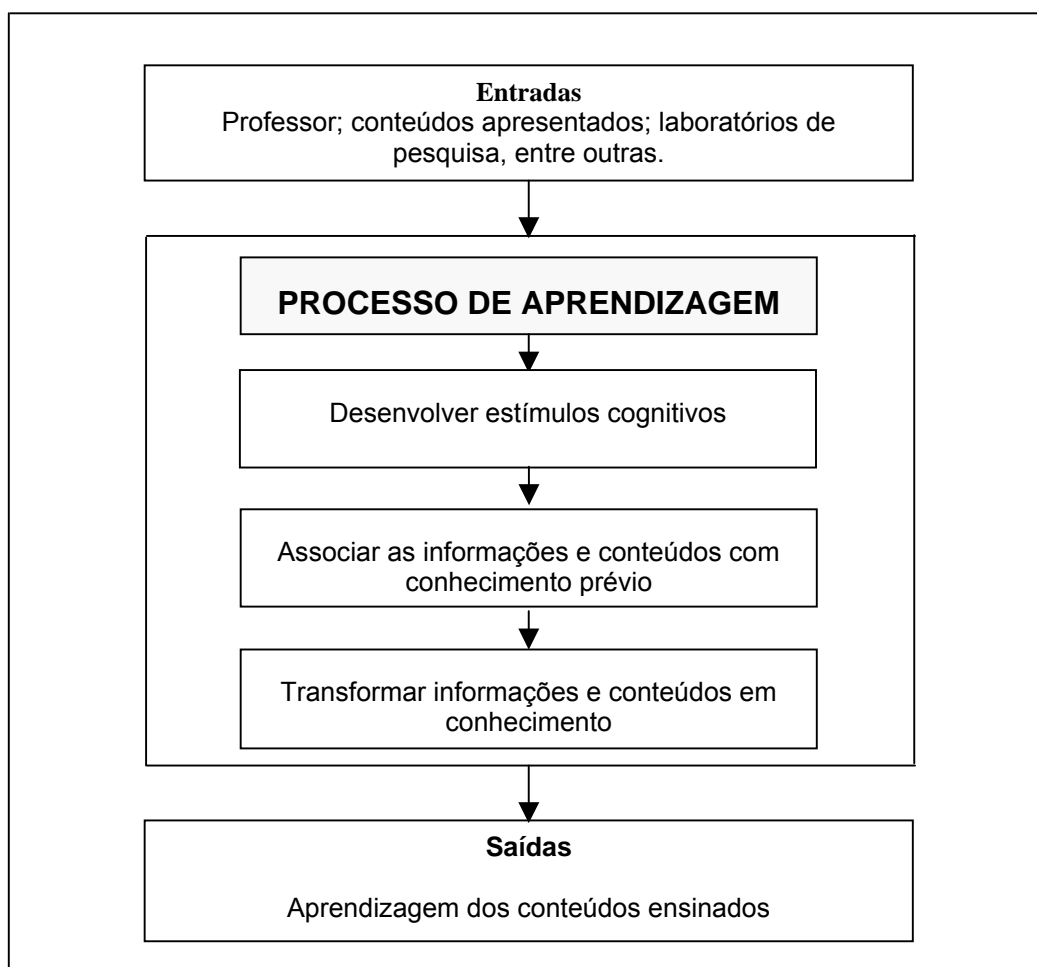 Entradas
Professor; conteúdos apresentados; laboratórios de
pesquisa, entre outras.
PROCESSO DE APRENDIZAGEM
Desenvolver estímulos cognitivos
Associar as informações e conteúdos com
conhecimento prévio
Transformar informações e conteúdos em
conhecimento
Saídas
Aprendizagem dos conteúdos ensinados